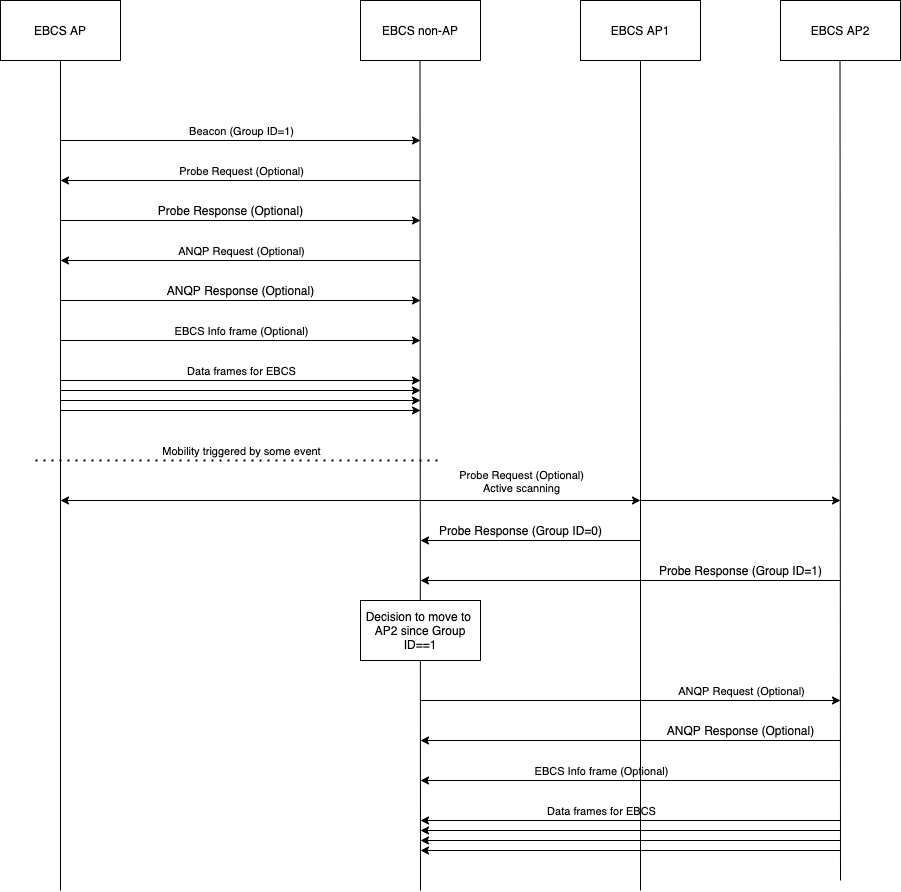 EBCS AP
EBCS non-AP
EBCS AP1
EBCS AP2
Beacon (Group ID=1)
Probe Request (Optional)
Probe Response (Optional)
ANQP Request (Optional)
ANQP Response (Optional)
EBCS Info frame (Optional)
Data frames for EBCS
Mobility triggered by some event
Probe Request (Optional)
Active scanning
Probe Response (Group ID=0)
Probe Response (Group ID=1)
Decision to move to
AP2 since Group
ID==1
ANQP Request (Optional)
ANQP Response (Optional)
EBCS Info frame (Optional)
Data frames for EBCS